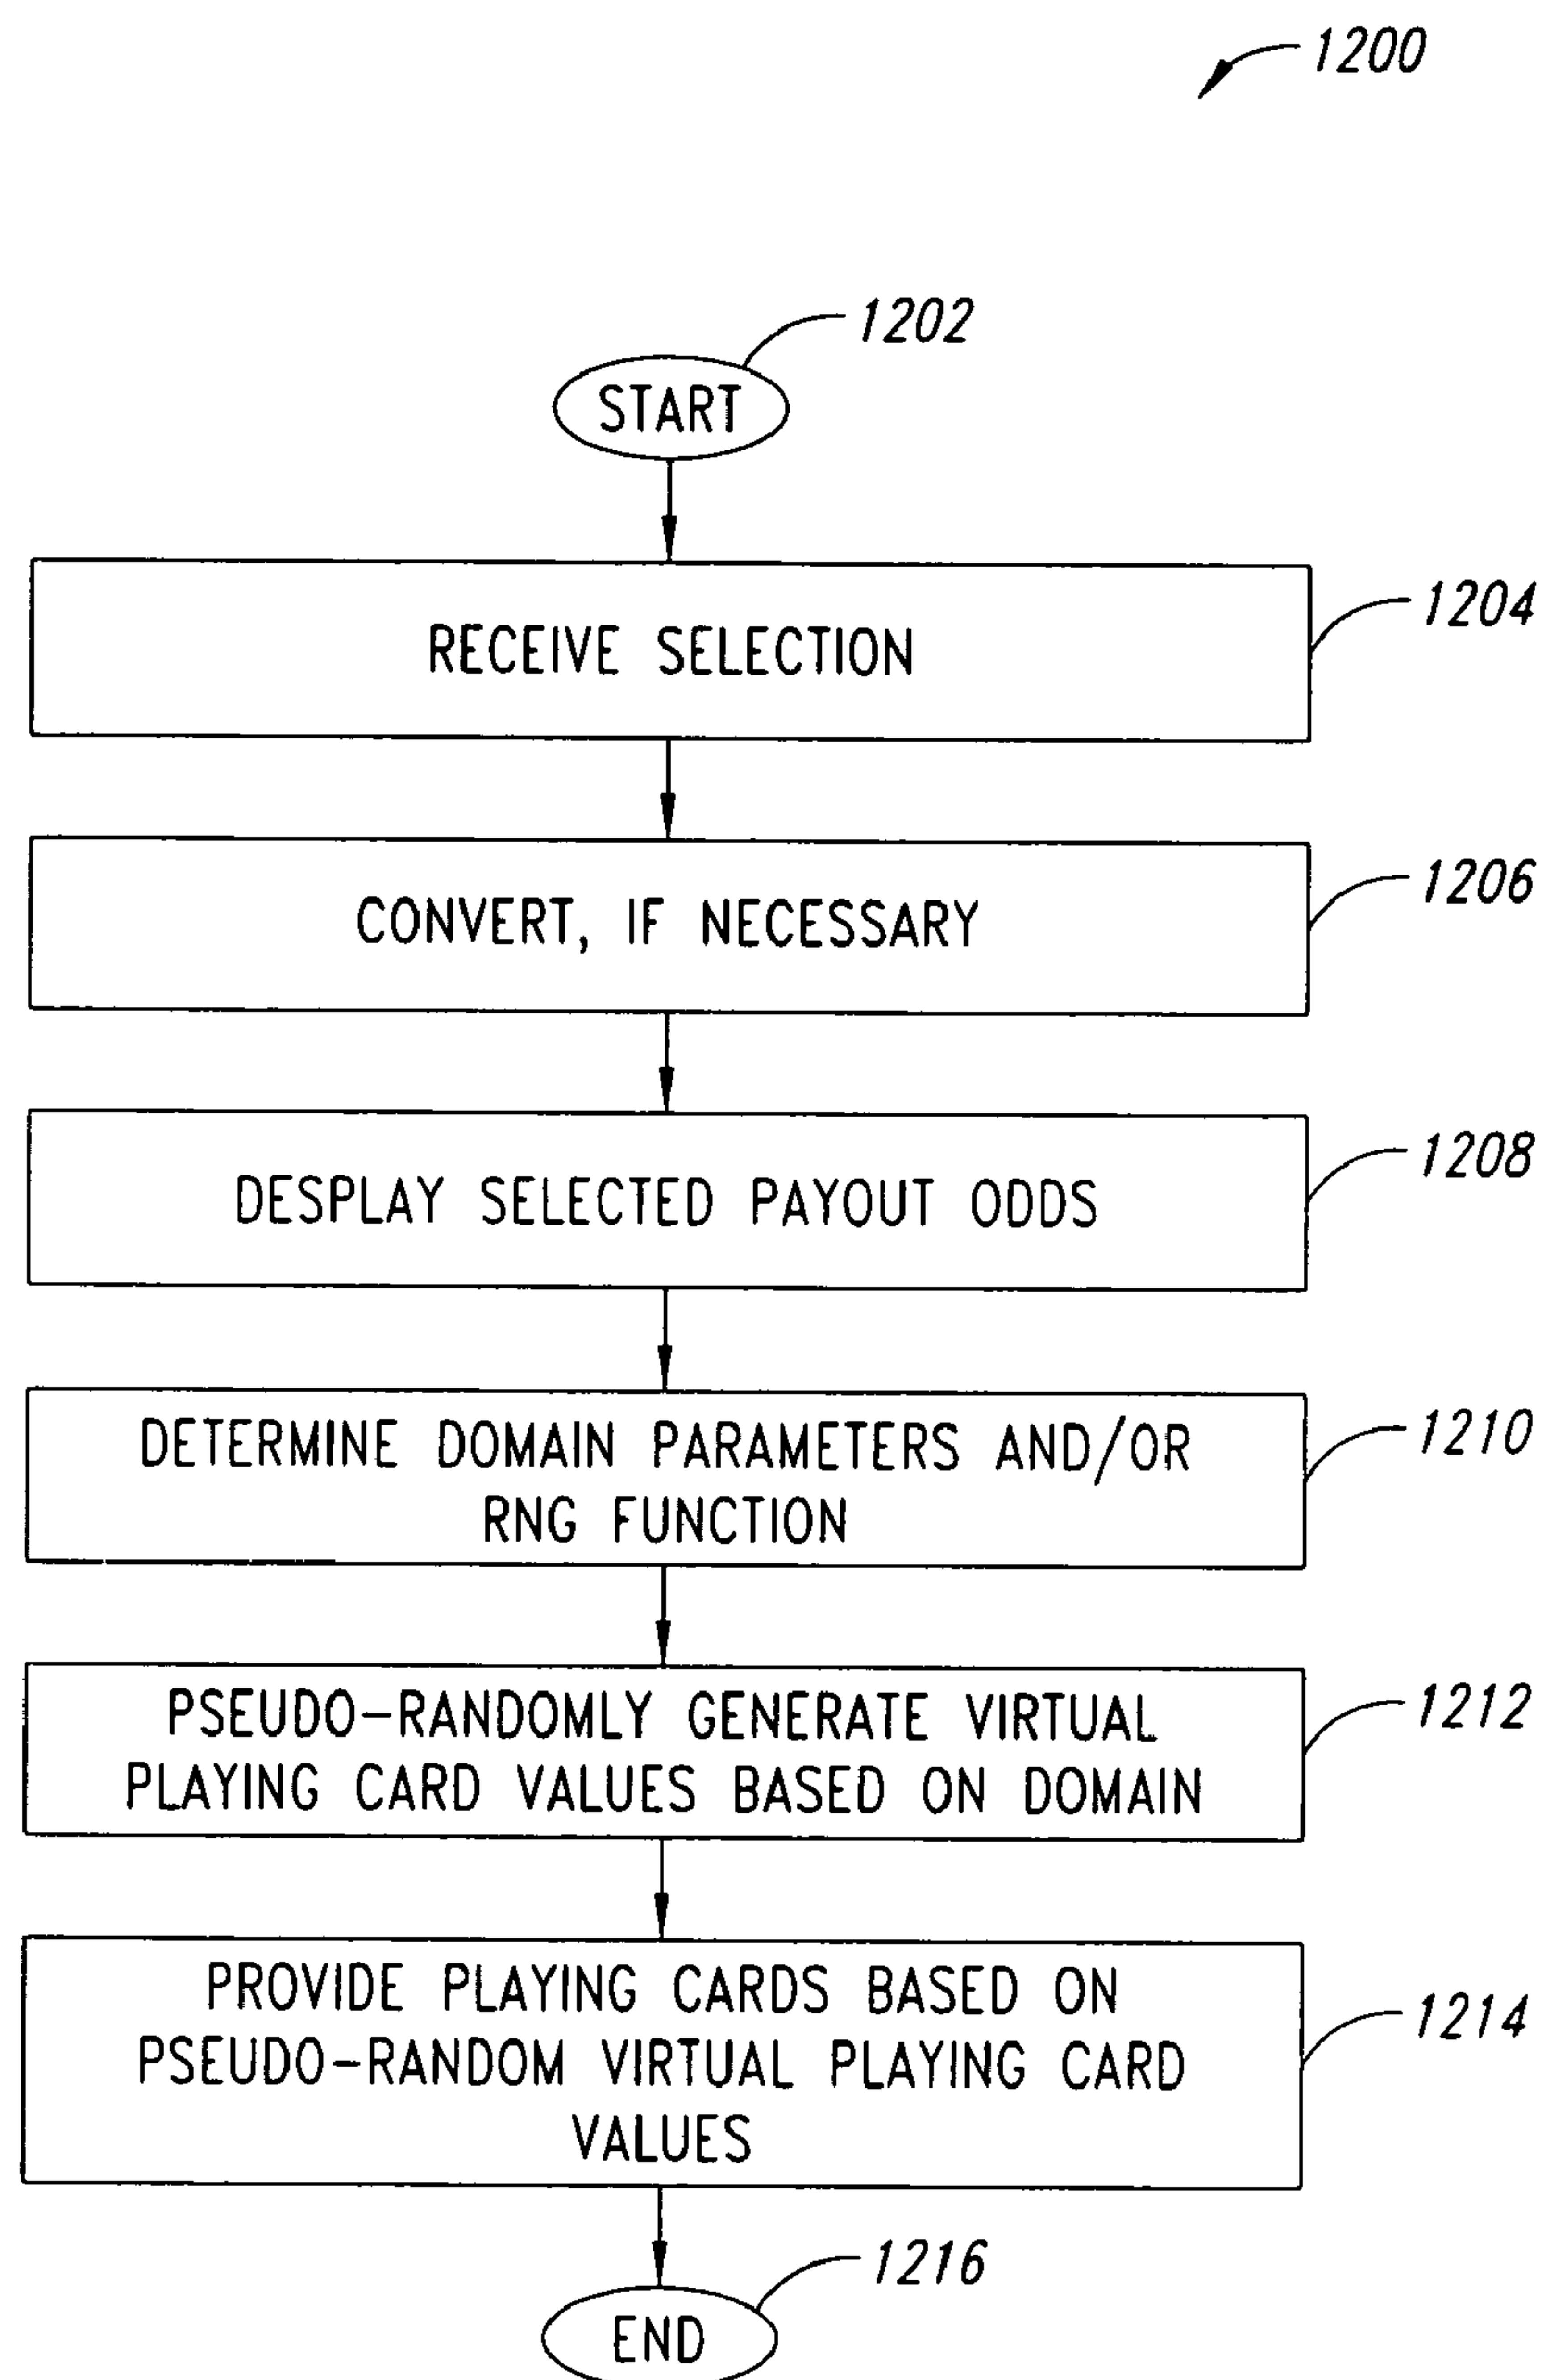 1200
1202
START
1204
RECEIVE SELECTION
1206
CONVERT, IF NECESSARY
1208
DESPLAY SELECTED PAYOUT ODDS
1210
DETERMINE DOMAIN PARAMETERS AND/OR
RNG FUNCTION
1212
PSEUDO-RANDOMLY GENERATE VIRTUAL
PLAYING CARD VALUES BASED ON DOMAIN
1214
PROVIDE PLAYING CARDS BASED ON
PSEUDO-RANDOM VIRTUAL PLAYING CARD
VALUES
1216
END